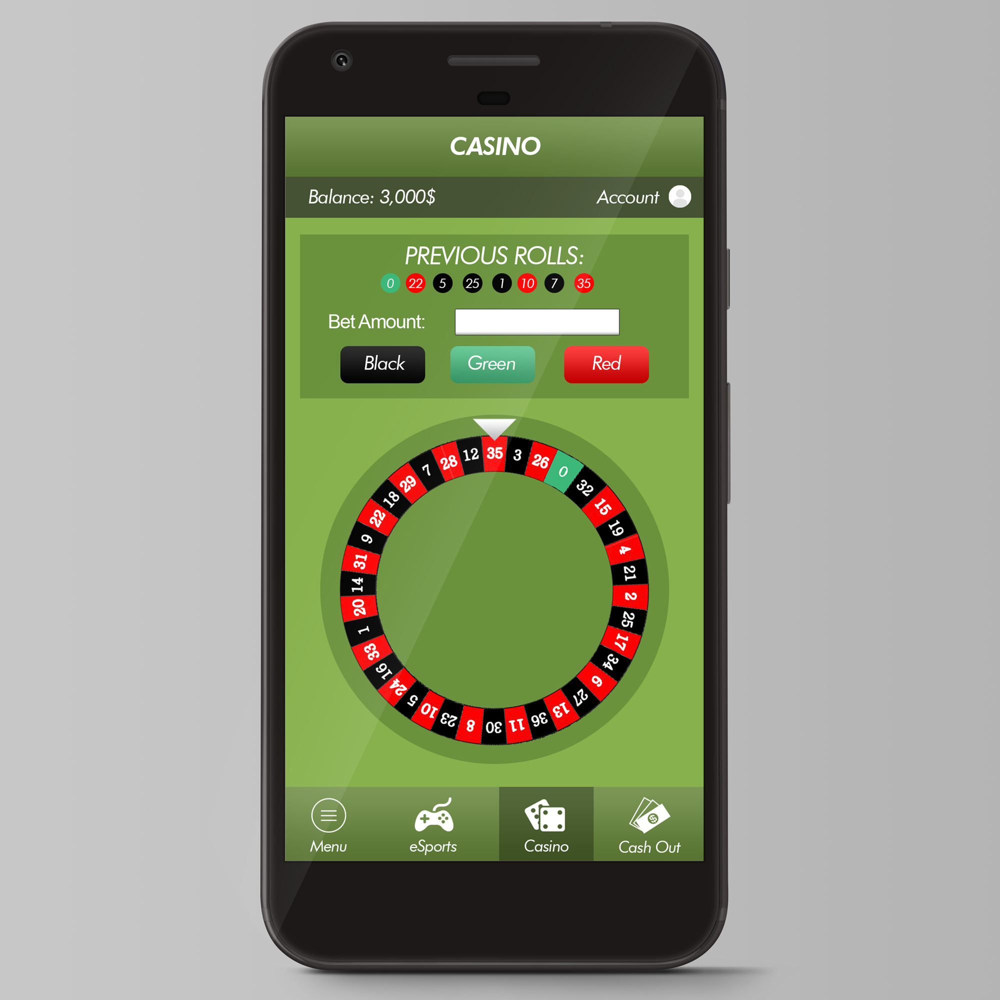 CASINO
Balance: 3,000$ Account
PREVIOUS ROLLS:
0 22 5 25 1 10 7 35
Bet Amount:
Black Green Red
35 3 26 0 32 15 19 4 21 2 25 17 34 6 27 13 36 11 30 8 23 10 5 24 16 33 1 20 14 31 9 22 18 29 7 28 12
$
Menu eSports Casino Cash Out